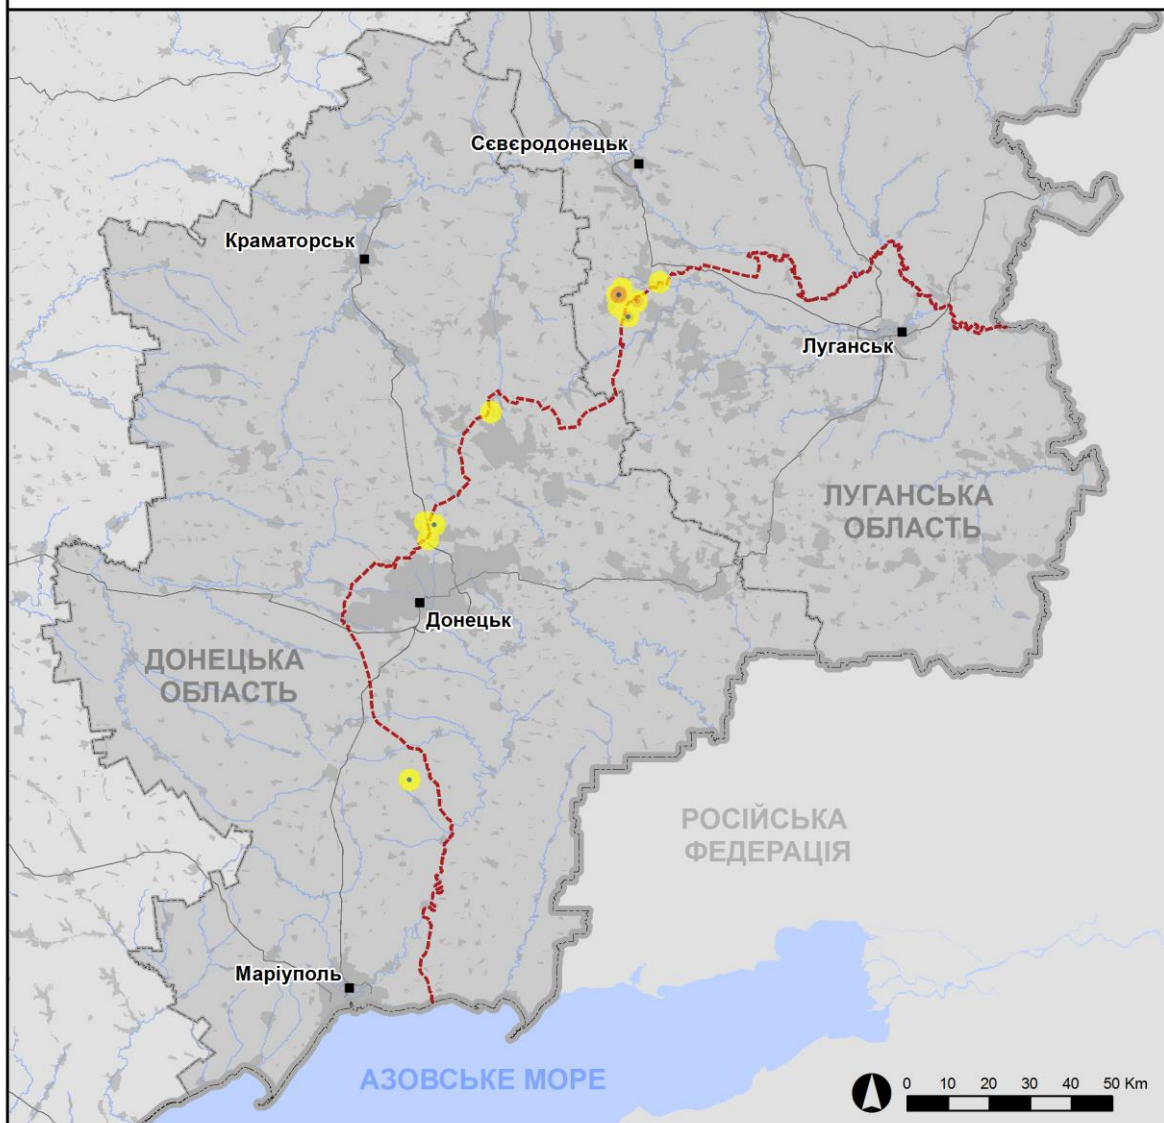 Сєвєродонецьк
Краматорськ
Луганськ
ЛУГАНСЬКА
ОБЛАСТЬ
Донецьк
ДОНЕЦЬКА
ОБЛАСТЬ
РОСІЙСЬКА
ФЕДЕРАЦІЯ
Маріуполь
АЗОВСЬКЕ МОРЕ
0 10 20 30 40 50 Km